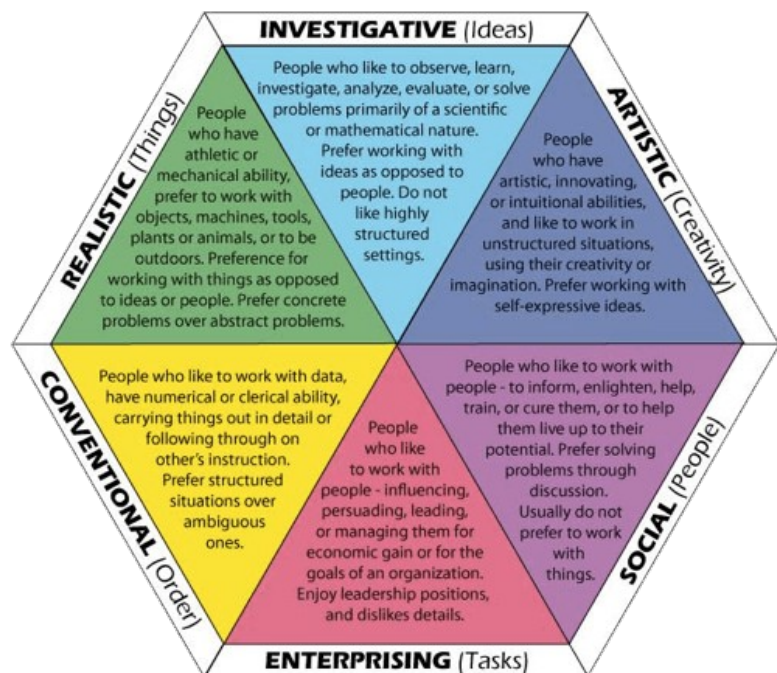 INVESTIGATIVE (Ideas)
People who like to observe, learn,
investigate, analyze, evaluate, or solve
problems primarily of a scientific
or mathematical nature.
Prefer working with
ideas as opposed to
people. Do not
like highly
structured
settings.
ARTISTIC (Creativity)
People
who have
artistic, innovating,
or intuitional abilities,
and like to work in
unstructured situations,
using their creativity or
imagination. Prefer working with
self-expressive ideas.
SOCIAL (People)
People who like to work with
people - to inform, enlighten, help,
train, or cure them, or to help
them live up to their
potential. Prefer solving
problems through
discussion.
Usually do not
prefer to work
with
things.
ENTERPRISING (Tasks)
People
who like
to work with
people - influencing,
persuading, leading,
or managing them for
economic gain or for the
goals of an organization.
Enjoy leadership positions,
and dislikes details.
CONVENTIONAL (Order)
People who like to work with data,
have numerical or clerical ability,
carrying things out in detail or
following through on
other's instruction.
Prefer structured
situations over
ambiguous
ones.
REALISTIC (Things)
People
who have
athletic or
mechanical ability,
prefer to work with
objects, machines, tools,
plants or animals, or to be
outdoors. Preference for
working with things as opposed
to ideas or people. Prefer concrete
problems over abstract problems.